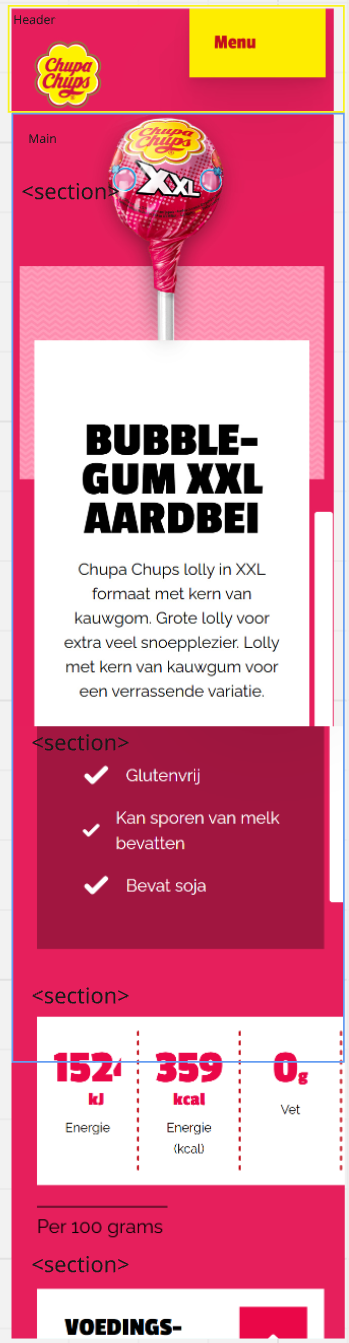 Header
Menu
Chupa
Chups
Main
Chupa
Chups
<section>
XXL
BUBBLE-
GUM XXL
AARDBEI
Chupa Chups lolly in XXL
formaat met kern van
kauwgom. Grote lolly voor
extra veel snoepplezier. Lolly
met kern van kauwgum voor
een verrassende variatie.
<section>
Glutenvrij
Kan sporen van melk
bevatten
Bevat soja
<section>
1524 359 0g
kJ kcal
Energie Energie Vet
(kcal)
Per 100 grams
<section>
VOEDINGS-